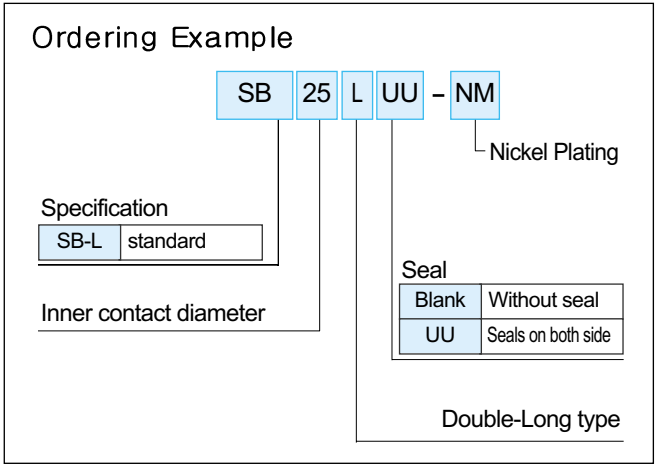 Ordering Example
SB 25 L UU – NM
Nickel Plating
Specification
SB-L standard
Inner contact diameter
Seal
Blank Without seal
UU Seals on both side
Double-Long type